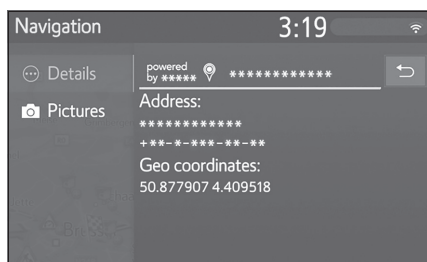 Navigation 3:19
Details
Pictures
powered
by ***** ************
Address:
************
+**-*-***-**-**
Geo coordinates:
50.877907 4.409518